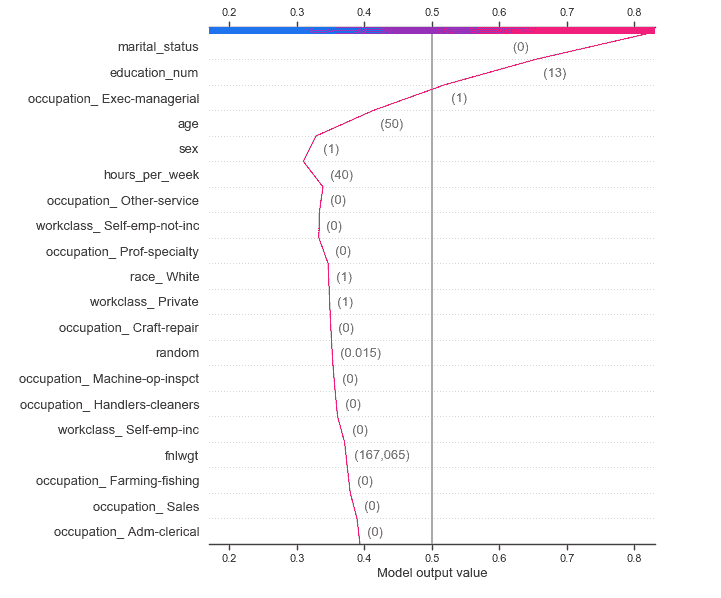 0.2 0.3 0.4 0.5 0.6 0.7 0.8
marital_status (0)
education_num (13)
occupation_ Exec-managerial (1)
age (50)
sex (1)
hours_per_week (40)
occupation_ Other-service (0)
workclass_ Self-emp-not-inc (0)
occupation_ Prof-specialty (0)
race_ White (1)
workclass_ Private (1)
occupation_ Craft-repair (0)
random (0.015)
occupation_ Machine-op-inspct (0)
occupation_ Handlers-cleaners (0)
workclass_ Self-emp-inc (0)
fnlwgt (167,065)
occupation_ Farming-fishing (0)
occupation_ Sales (0)
occupation_ Adm-clerical (0)
0.2 0.3 0.4 0.5 0.6 0.7 0.8
Model output value